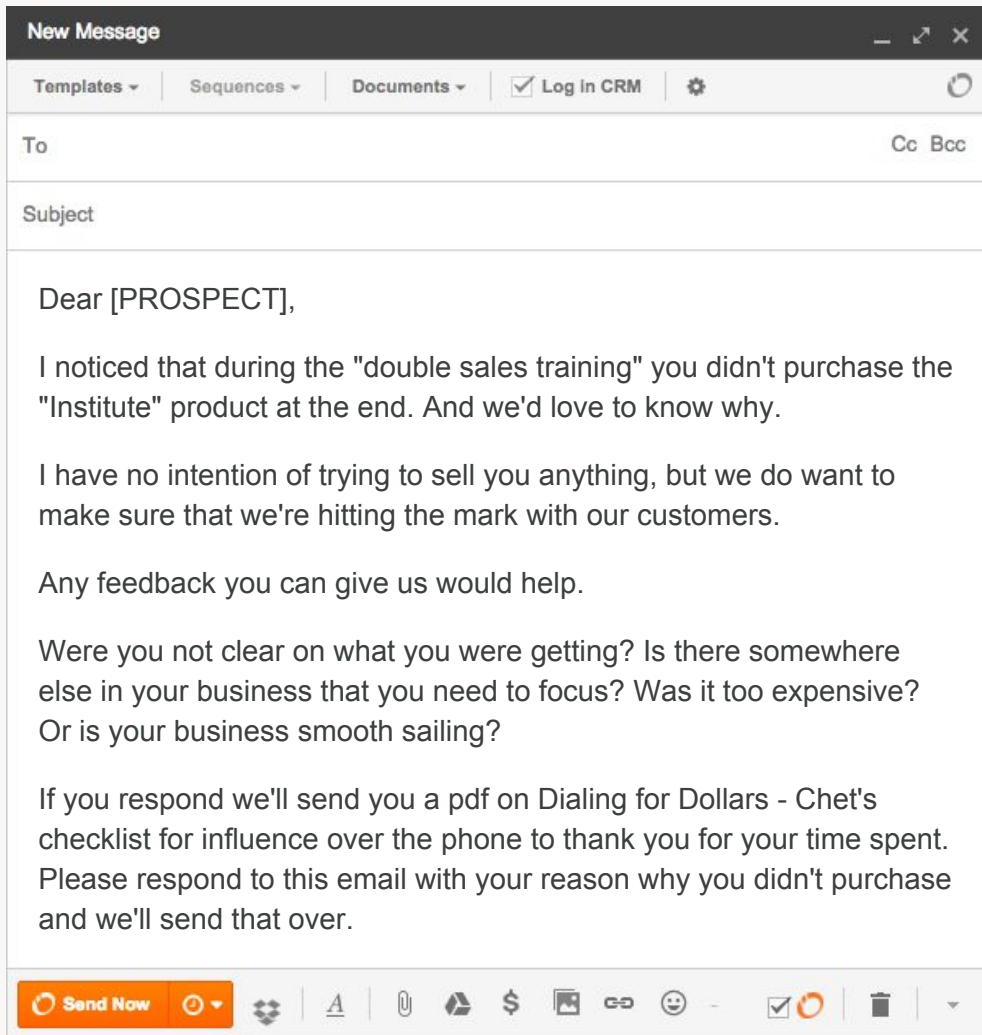 New Message
Templates Sequences Documents Log in CRM
To Cc Bcc
Subject
Dear [PROSPECT],
I noticed that during the "double sales training" you didn't purchase the
"Institute" product at the end. And we'd love to know why.
I have no intention of trying to sell you anything, but we do want to
make sure that we're hitting the mark with our customers.
Any feedback you can give us would help.
Were you not clear on what you were getting? Is there somewhere
else in your business that you need to focus? Was it too expensive?
Or is your business smooth sailing?
If you respond we'll send you a pdf on Dialing for Dollars - Chet's
checklist for influence over the phone to thank you for your time spent.
Please respond to this email with your reason why you didn't purchase
and we'll send that over.
Send Now A $